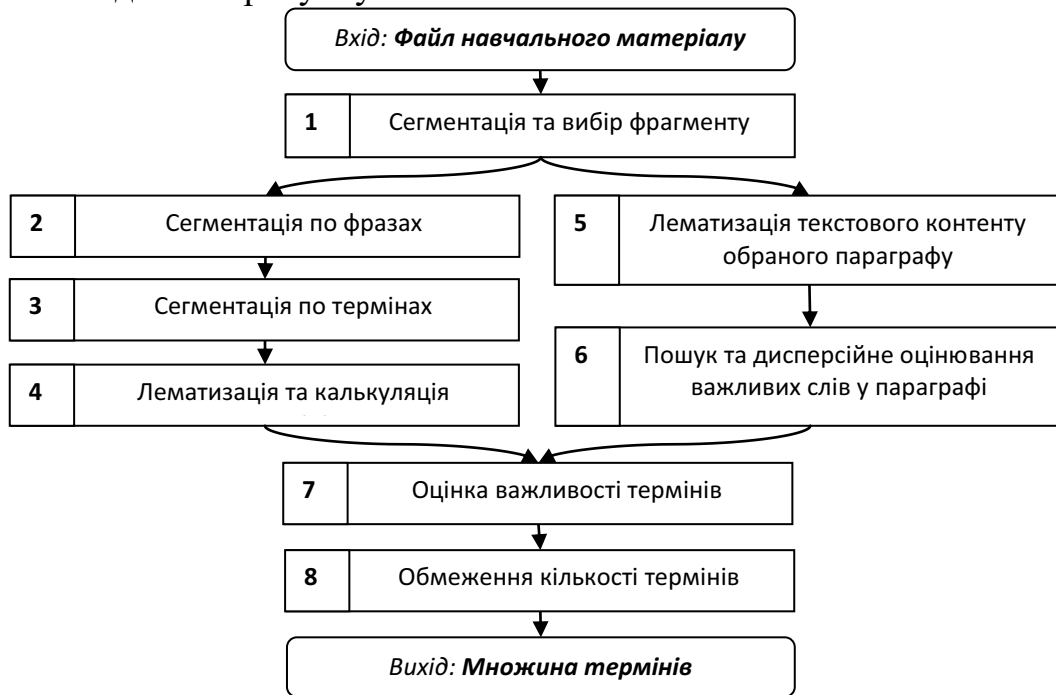 Вхід: Файл навчального матеріалу
1 Сегментація та вибір фрагменту
2 Сегментація по фразах
3 Сегментація по термінах
4 Лематизація та калькуляція
5 Лематизація текстового контенту
обраного параграфу
6 Пошук та дисперсійне оцінювання
важливих слів у параграфі
7 Оцінка важливості термінів
8 Обмеження кількості термінів
Вихід: Множина термінів